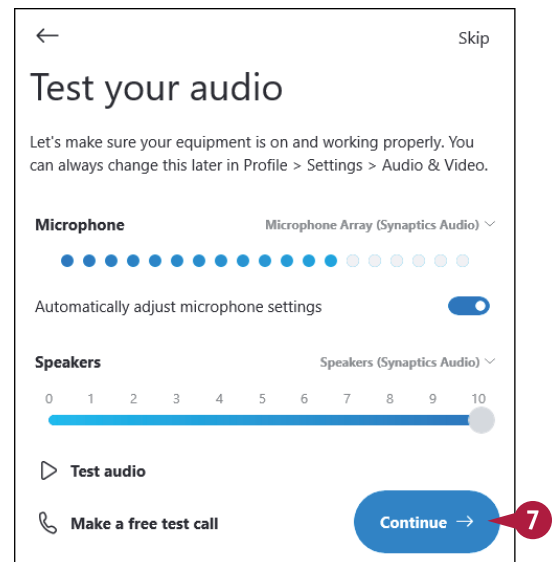 ←
Skip
Test your audio
Let's make sure your equipment is on and working properly. You
can always change this later in Profile > Settings > Audio & Video.
Microphone Microphone Array (Synaptics Audio)
Automatically adjust microphone settings
Speakers Speakers (Synaptics Audio)
0 1 2 3 4 5 6 7 8 9 10
Test audio
Make a free test call
Continue →
7